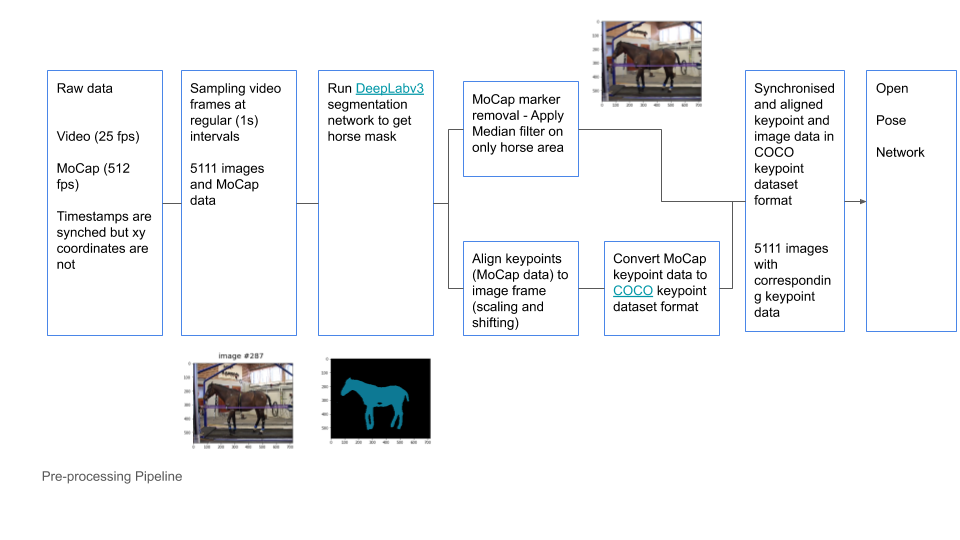 Raw data
Video (25 fps)
MoCap (512
fps)
Timestamps are
synched but xy
coordinates are
not
Sampling video
frames at
regular (1s)
intervals
5111 images
and MoCap
data
Run DeepLabv3
segmentation
network to get
horse mask
MoCap marker
removal - Apply
Median filter on
only horse area
Align keypoints
(MoCap data) to
image frame
(scaling and
shifting)
Convert MoCap
keypoint data to
COCO keypoint
dataset format
Synchronised
and aligned
keypoint and
image data in
COCO
keypoint
dataset
format
5111 images
with
correspondin
g keypoint
data
Open
Pose
Network
image #287
Pre-processing Pipeline